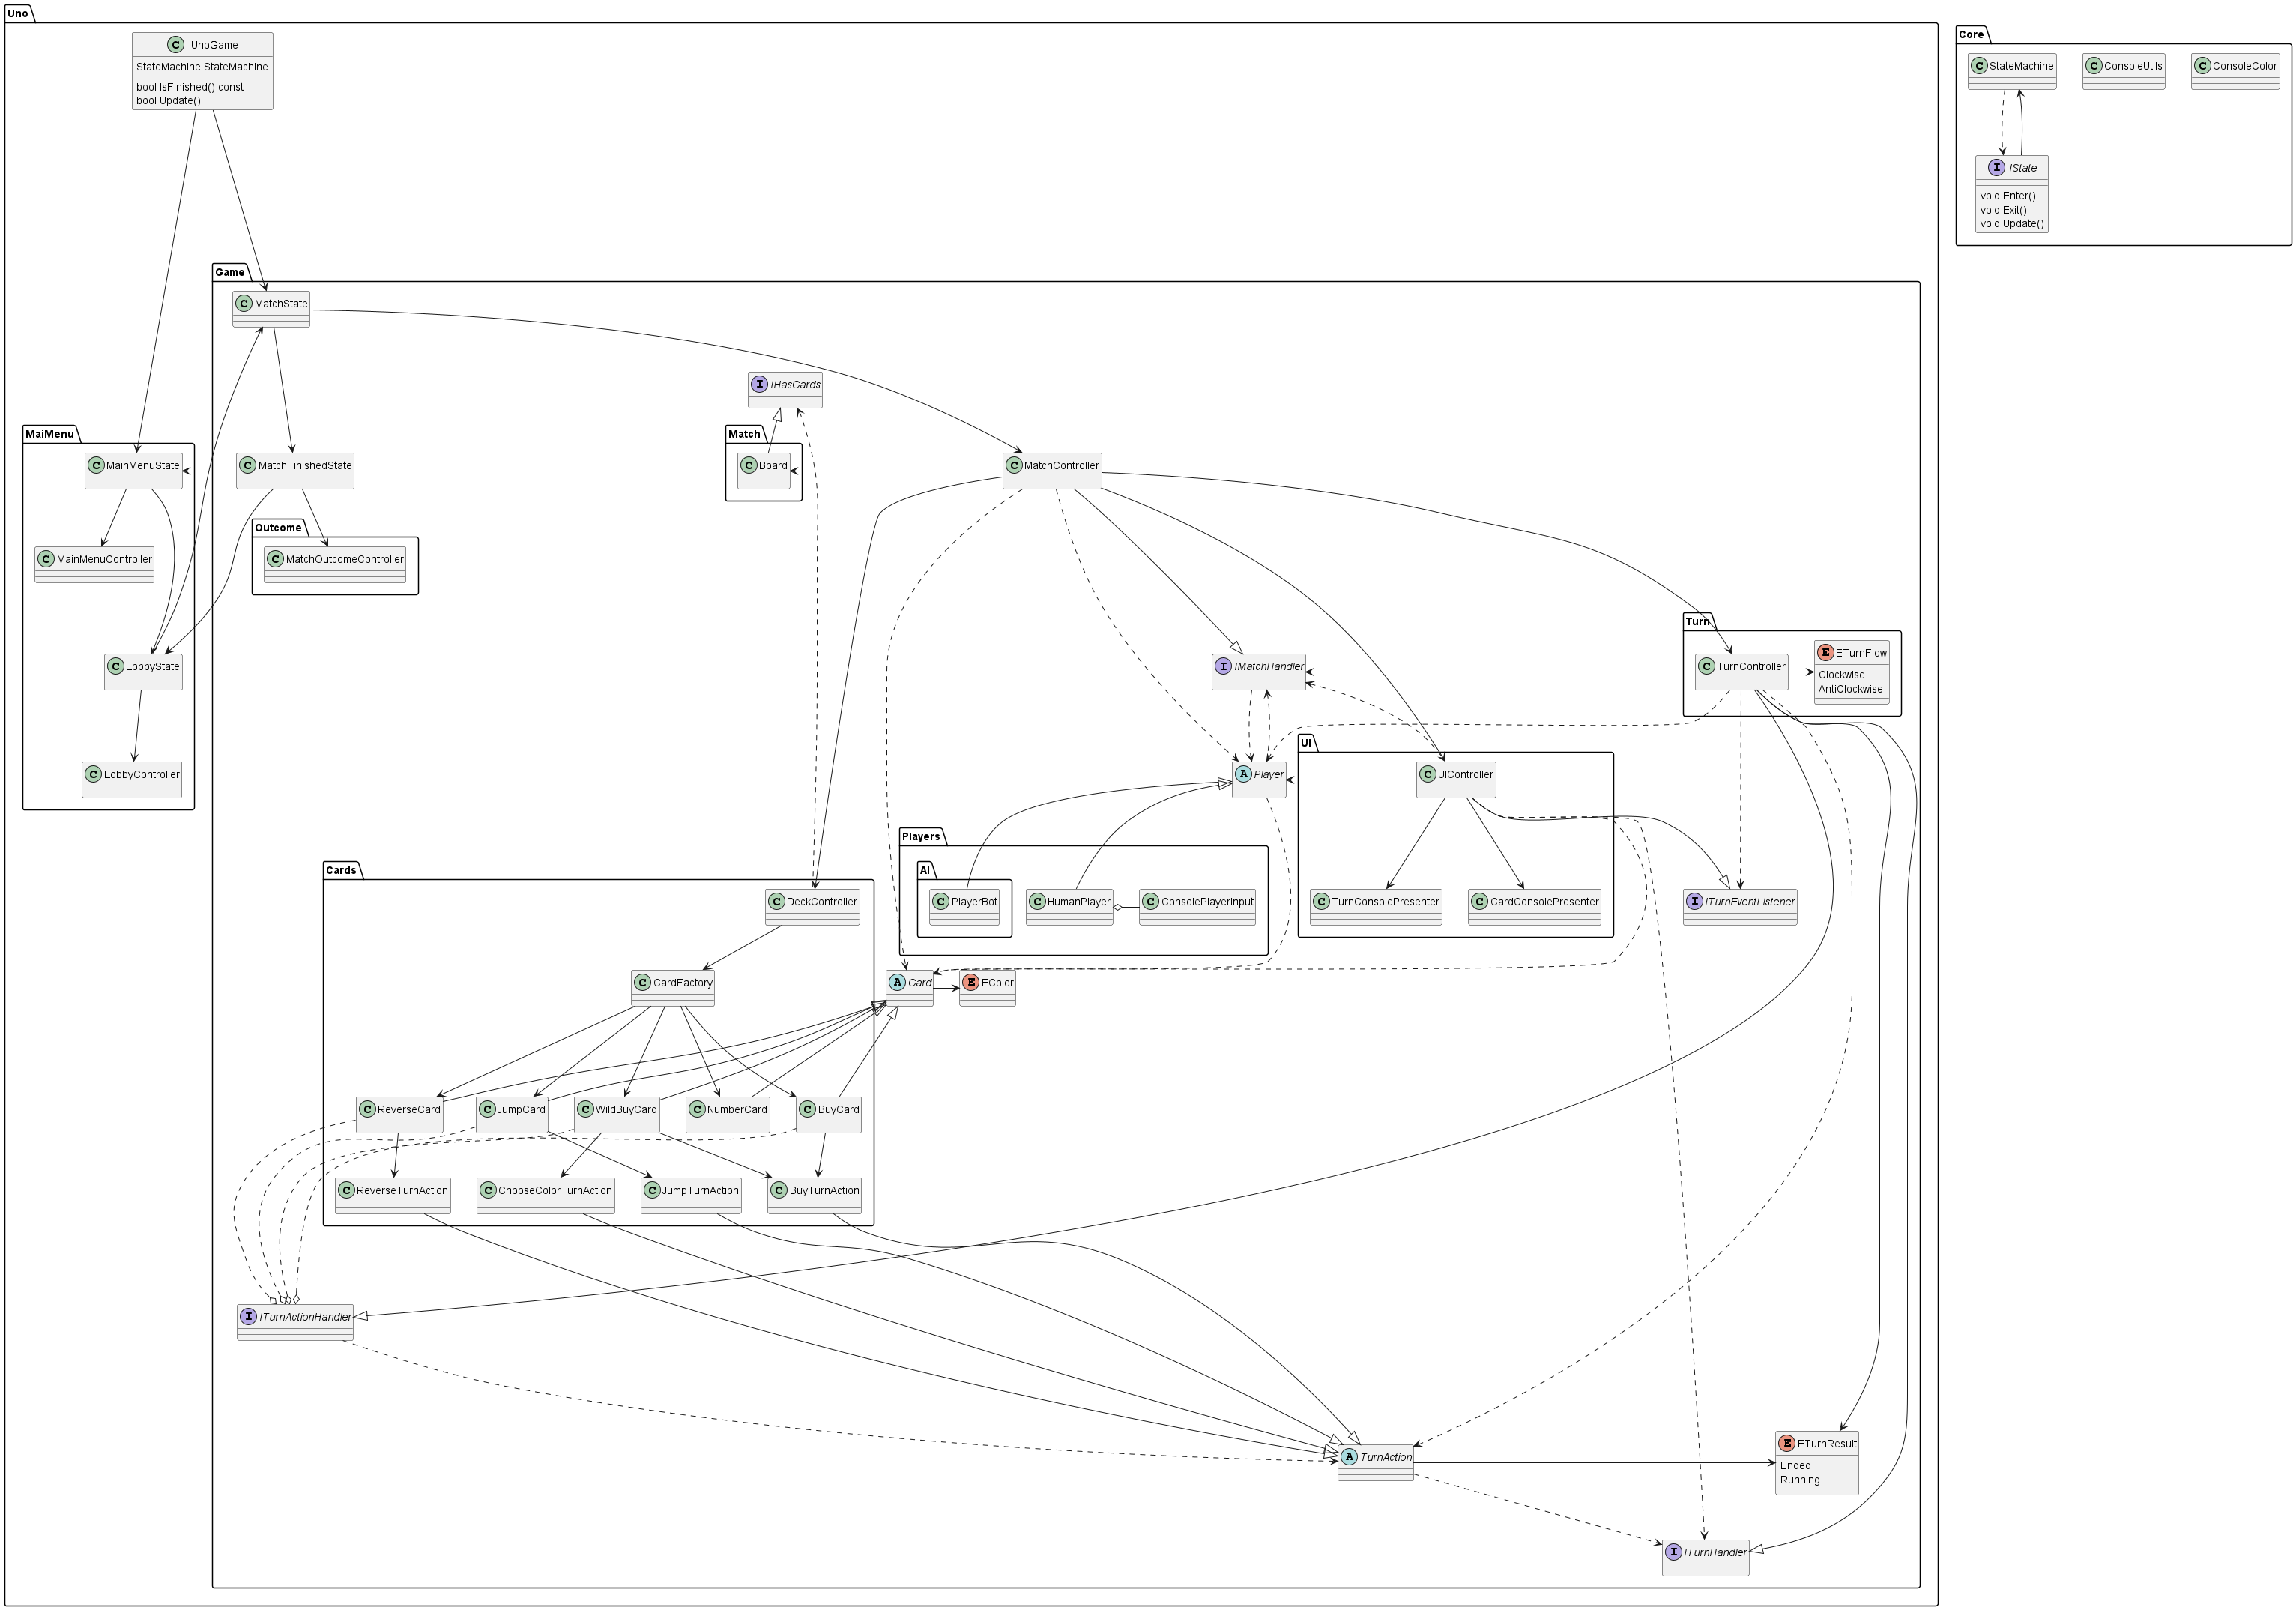 Uno
Core
C UnoGame
StateMachine StateMachine
bool IsFinished() const
bool Update()
C StateMachine
C ConsoleUtils
C ConsoleColor
I IState
void Enter()
void Exit()
void Update()
Game
C MatchState
I IHasCards
MaiMenu
Match
C MainMenuState
C MatchFinishedState
C Board
C MatchController
Outcome
C MainMenuController
C MatchOutcomeController
Turn
C LobbyState
I IMatchHandler
C TurnController
E ETurnFlow
Clockwise
AntiClockwise
UI
C LobbyController
A Player
C UIController
Players
AI
Cards
C DeckController
C PlayerBot
C HumanPlayer
C ConsolePlayerInput
C TurnConsolePresenter
C CardConsolePresenter
I ITurnEventListener
C CardFactory
A Card
E EColor
C ReverseCard
C JumpCard
C WildBuyCard
C NumberCard
C BuyCard
C ReverseTurnAction
C ChooseColorTurnAction
C JumpTurnAction
C BuyTurnAction
I ITurnActionHandler
A TurnAction
E ETurnResult
Ended
Running
I ITurnHandler